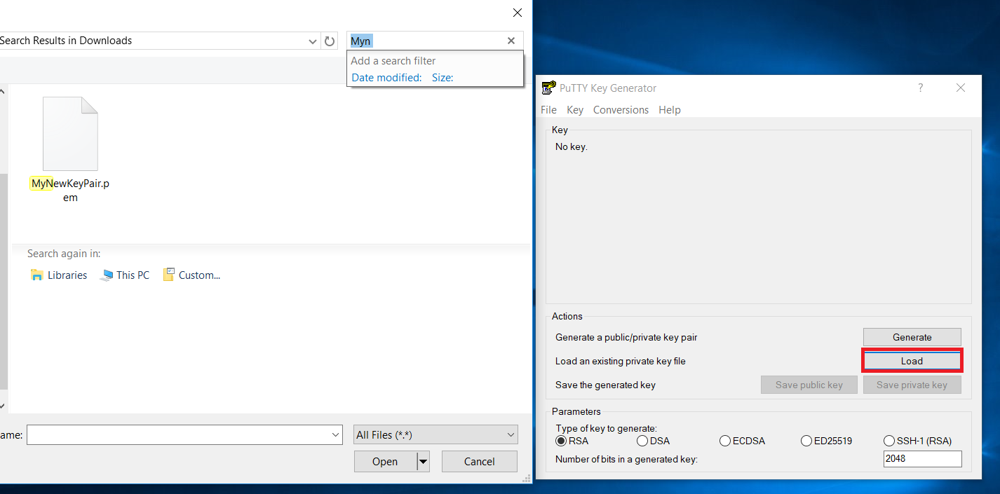 Search Results in Downloads
Myn
Add a search filter
Date modified: Size:
MyNewKeyPair.p
em
Search again in:
Libraries This PC Custom...
ame:
All Files (*.*)
Open Cancel
PuTTY Key Generator ?
File Key Conversions Help
Key
No key.
Actions
Generate a public/private key pair Generate
Load an existing private key file Load
Save the generated key Save public key Save private key
Parameters
Type of key to generate:
RSA DSA ECDSA ED25519 SSH-1 (RSA)
Number of bits in a generated key: 2048